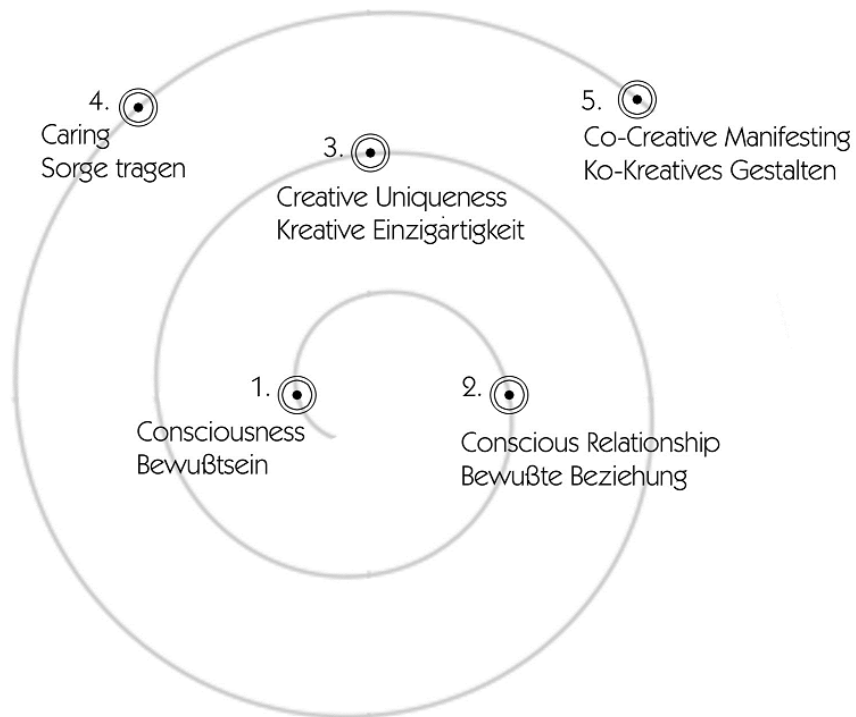 1.
Consciousness
Bewußtsein
2.
Conscious Relationship
Bewußte Beziehung
3.
Creative Uniqueness
Kreative Einzigartigkeit
4.
Caring
Sorge tragen
5.
Co-Creative Manifesting
Ko-Kreatives Gestalten